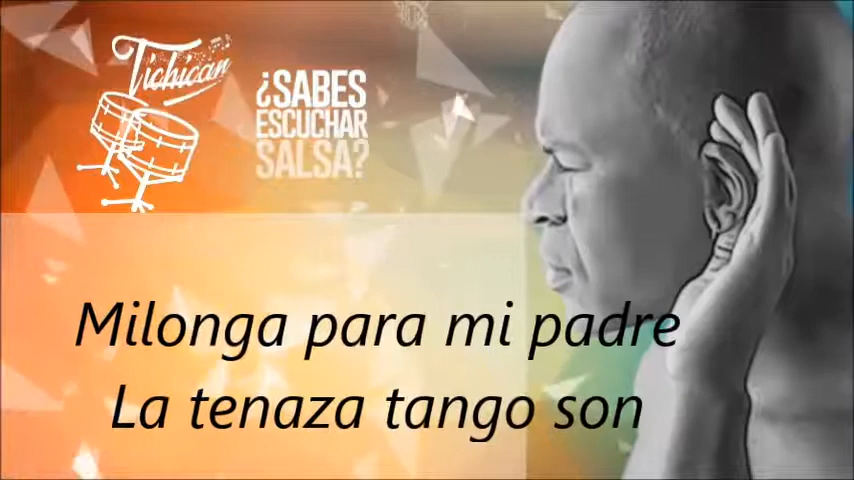 Tichican
¿SABES
ESCUCHAR
SALSA?
Milonga para mi padre
La tenaza tango son